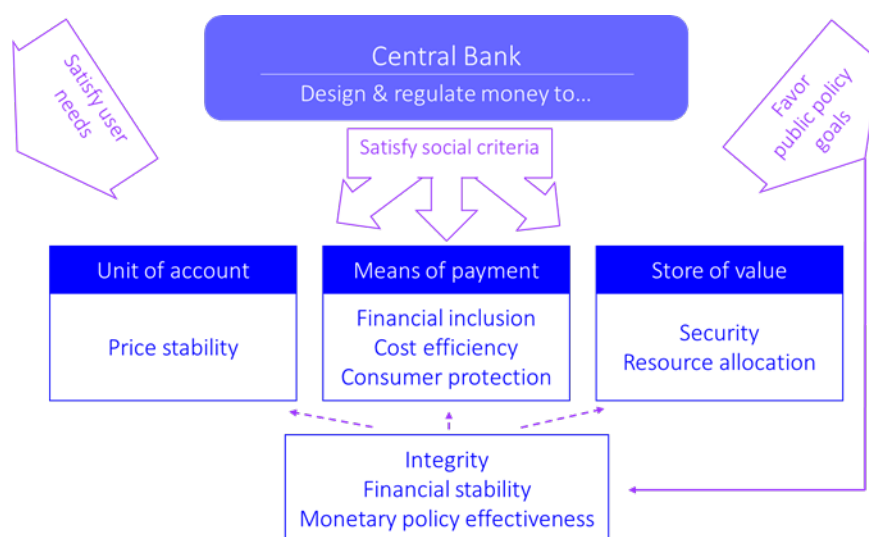 Central Bank
Design & regulate money to...
Satisfy user
needs
Satisfy social criteria
Favor
public policy
goals
Unit of account
Price stability
Means of payment
Financial inclusion
Cost efficiency
Consumer protection
Store of value
Security
Resource allocation
Integrity
Financial stability
Monetary policy effectiveness